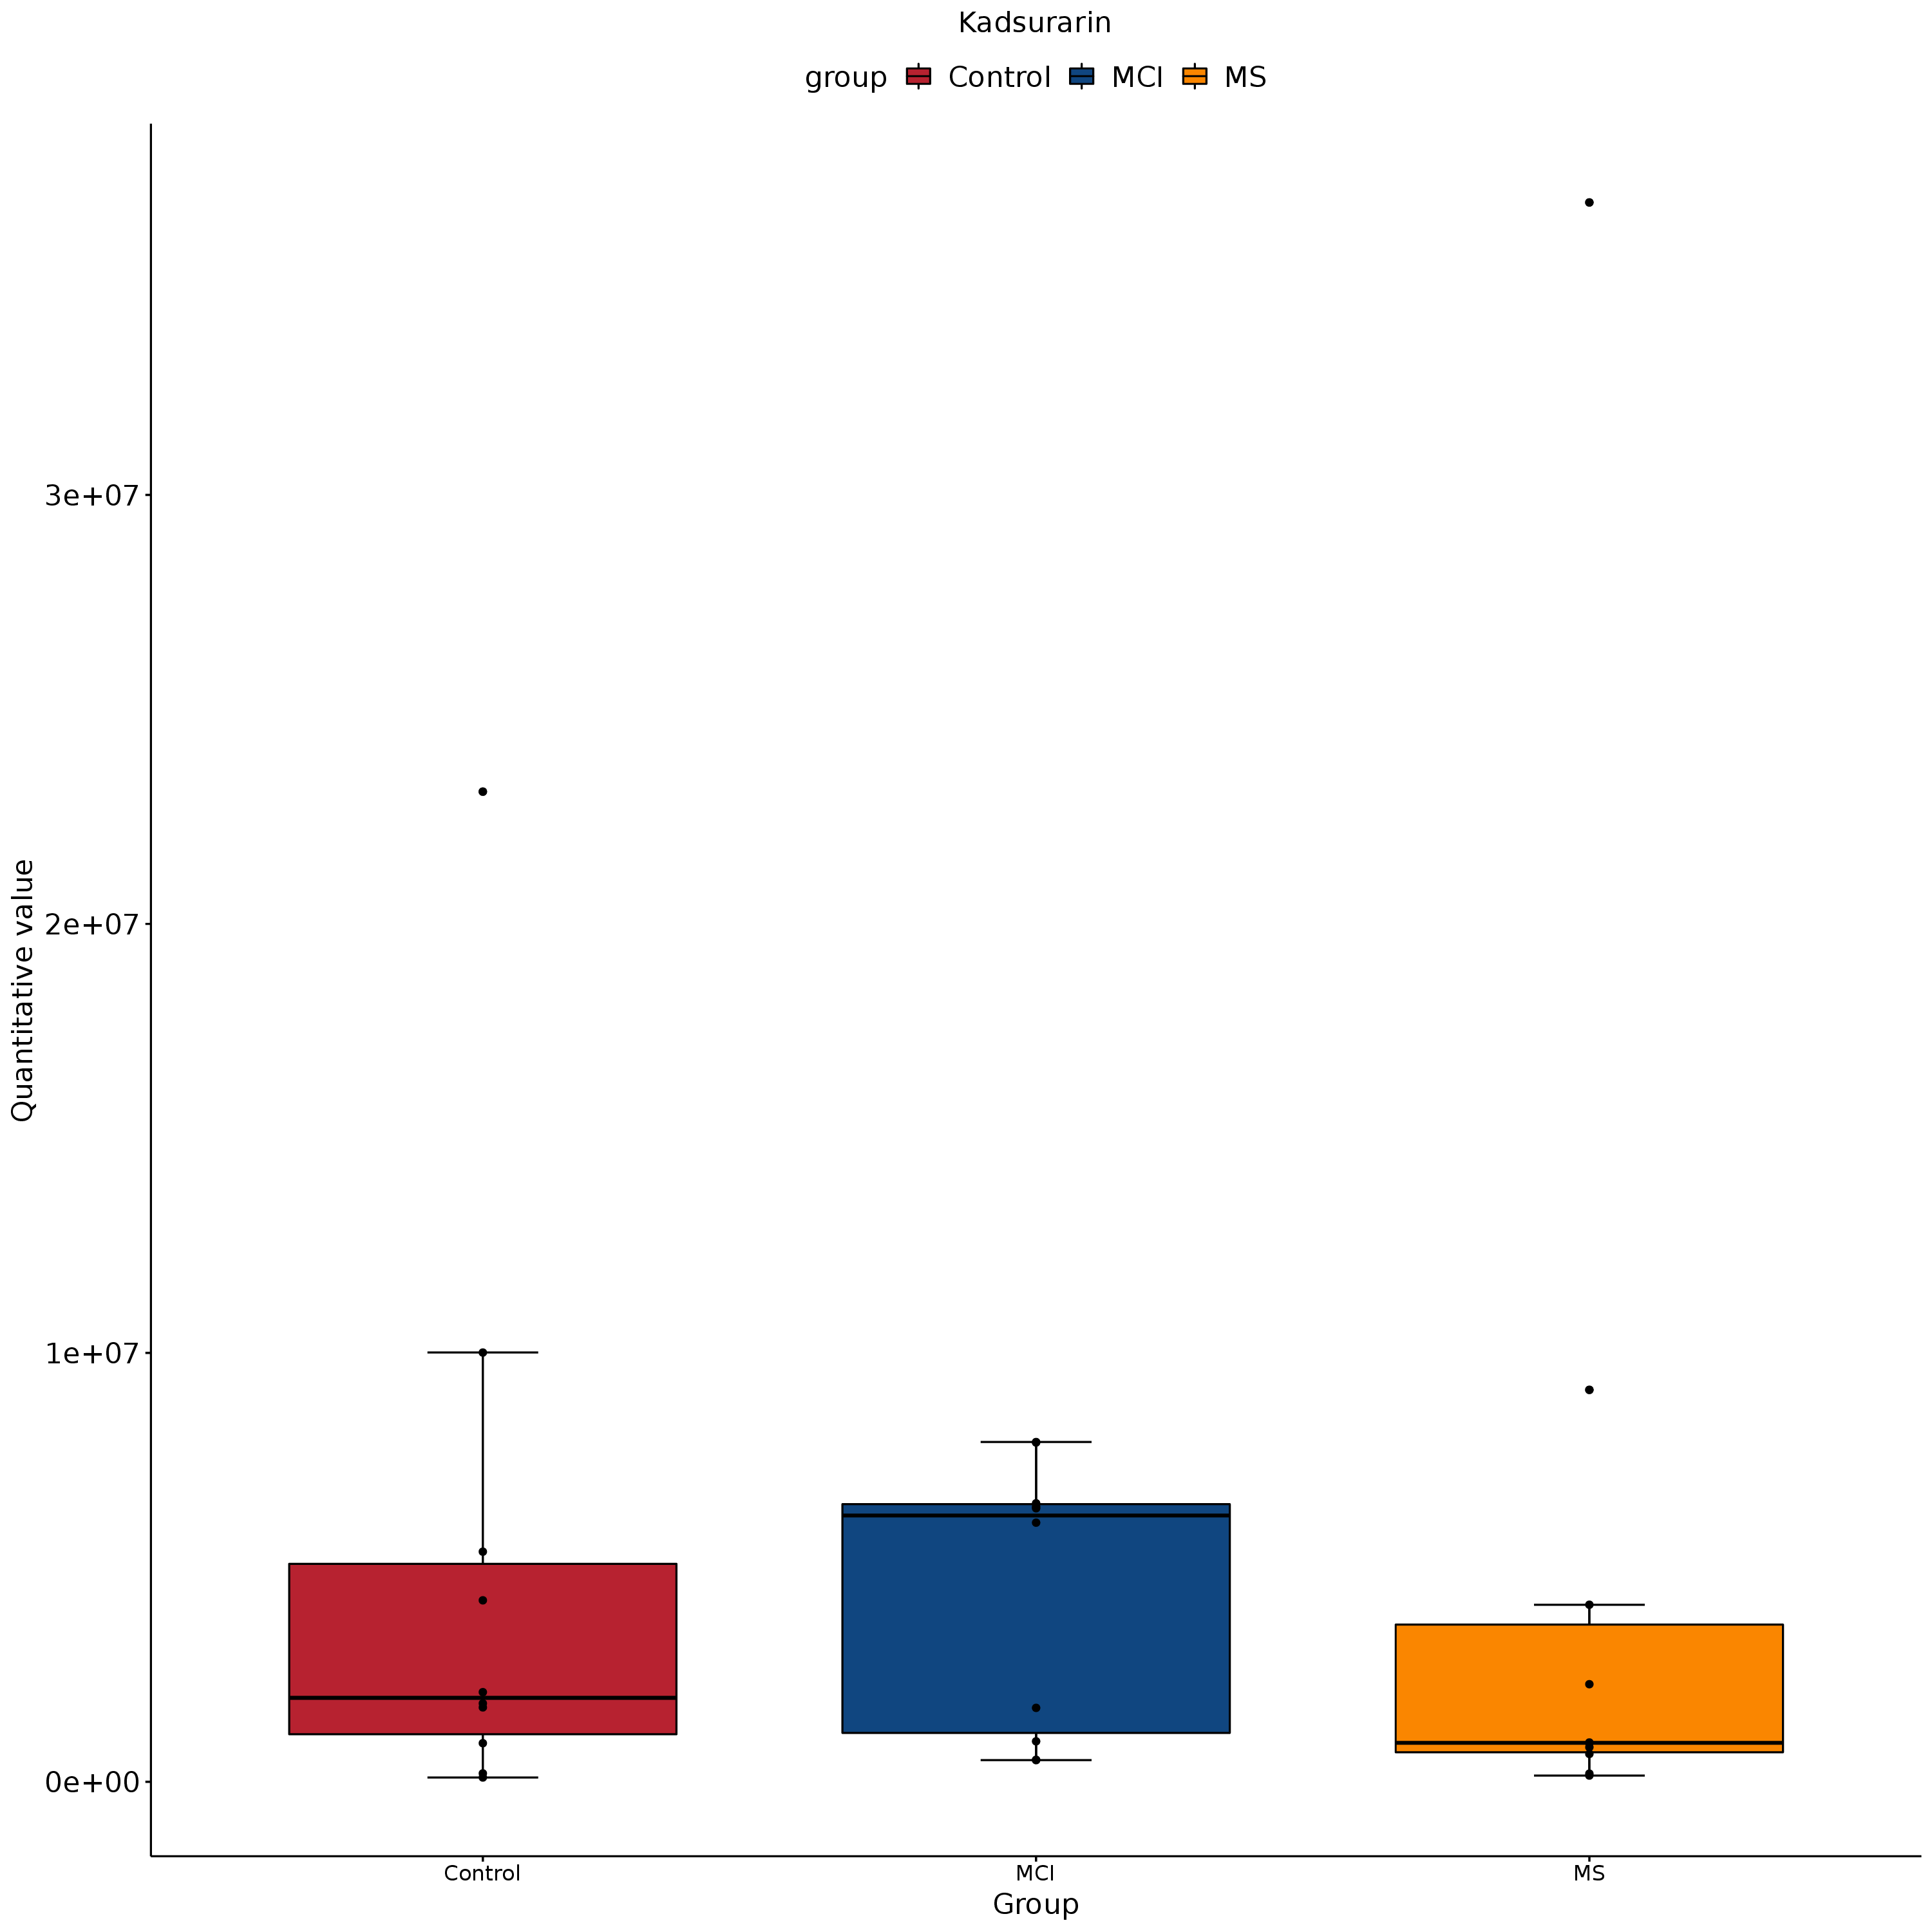 Kadsurarin
group Control MCI MS
Quantitative value
3e+07
2e+07
1e+07
0e+00
Control MCI MS
Group